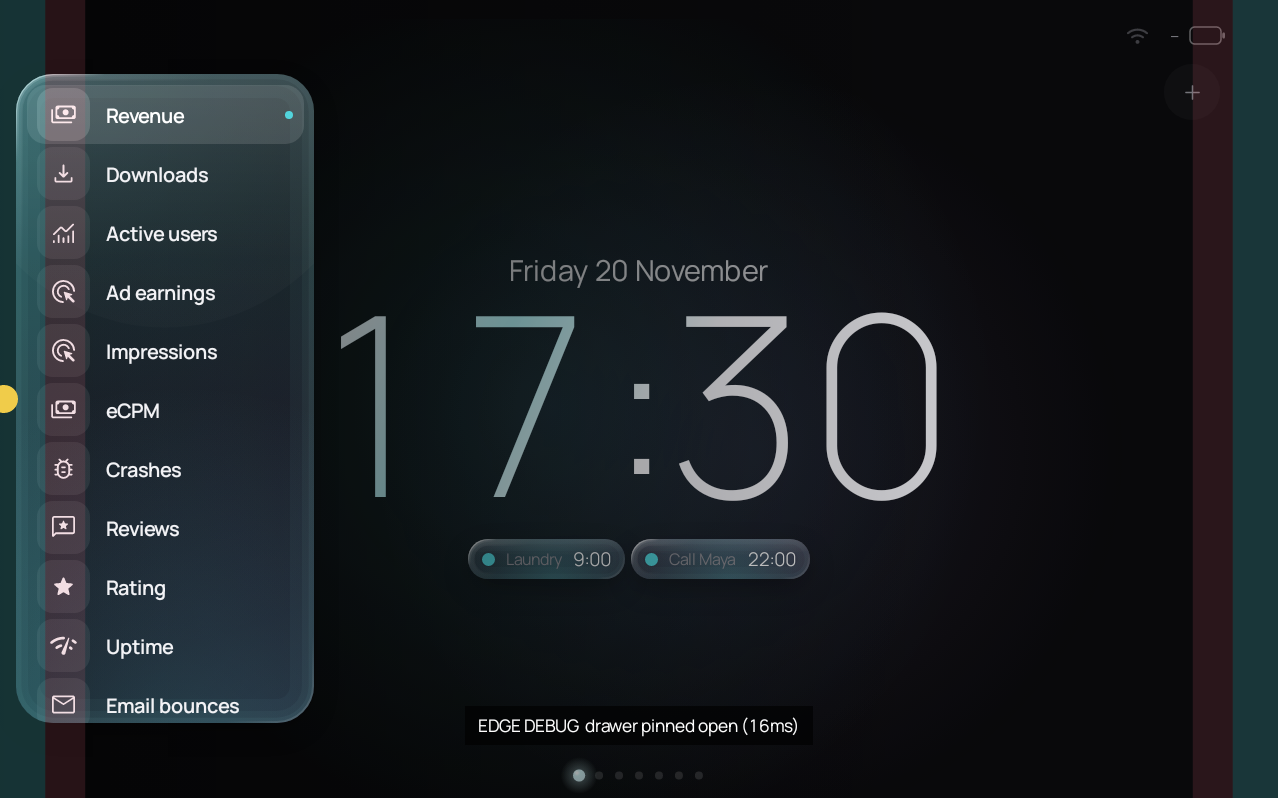 Revenue
Downloads
Active users
Ad earnings
Impressions
eCPM
Crashes
Reviews
Rating
Uptime
Email bounces
Friday 20 November
17:30
Laundry 9:00
Call Maya 22:00
EDGE DEBUG drawer pinned open (16ms)